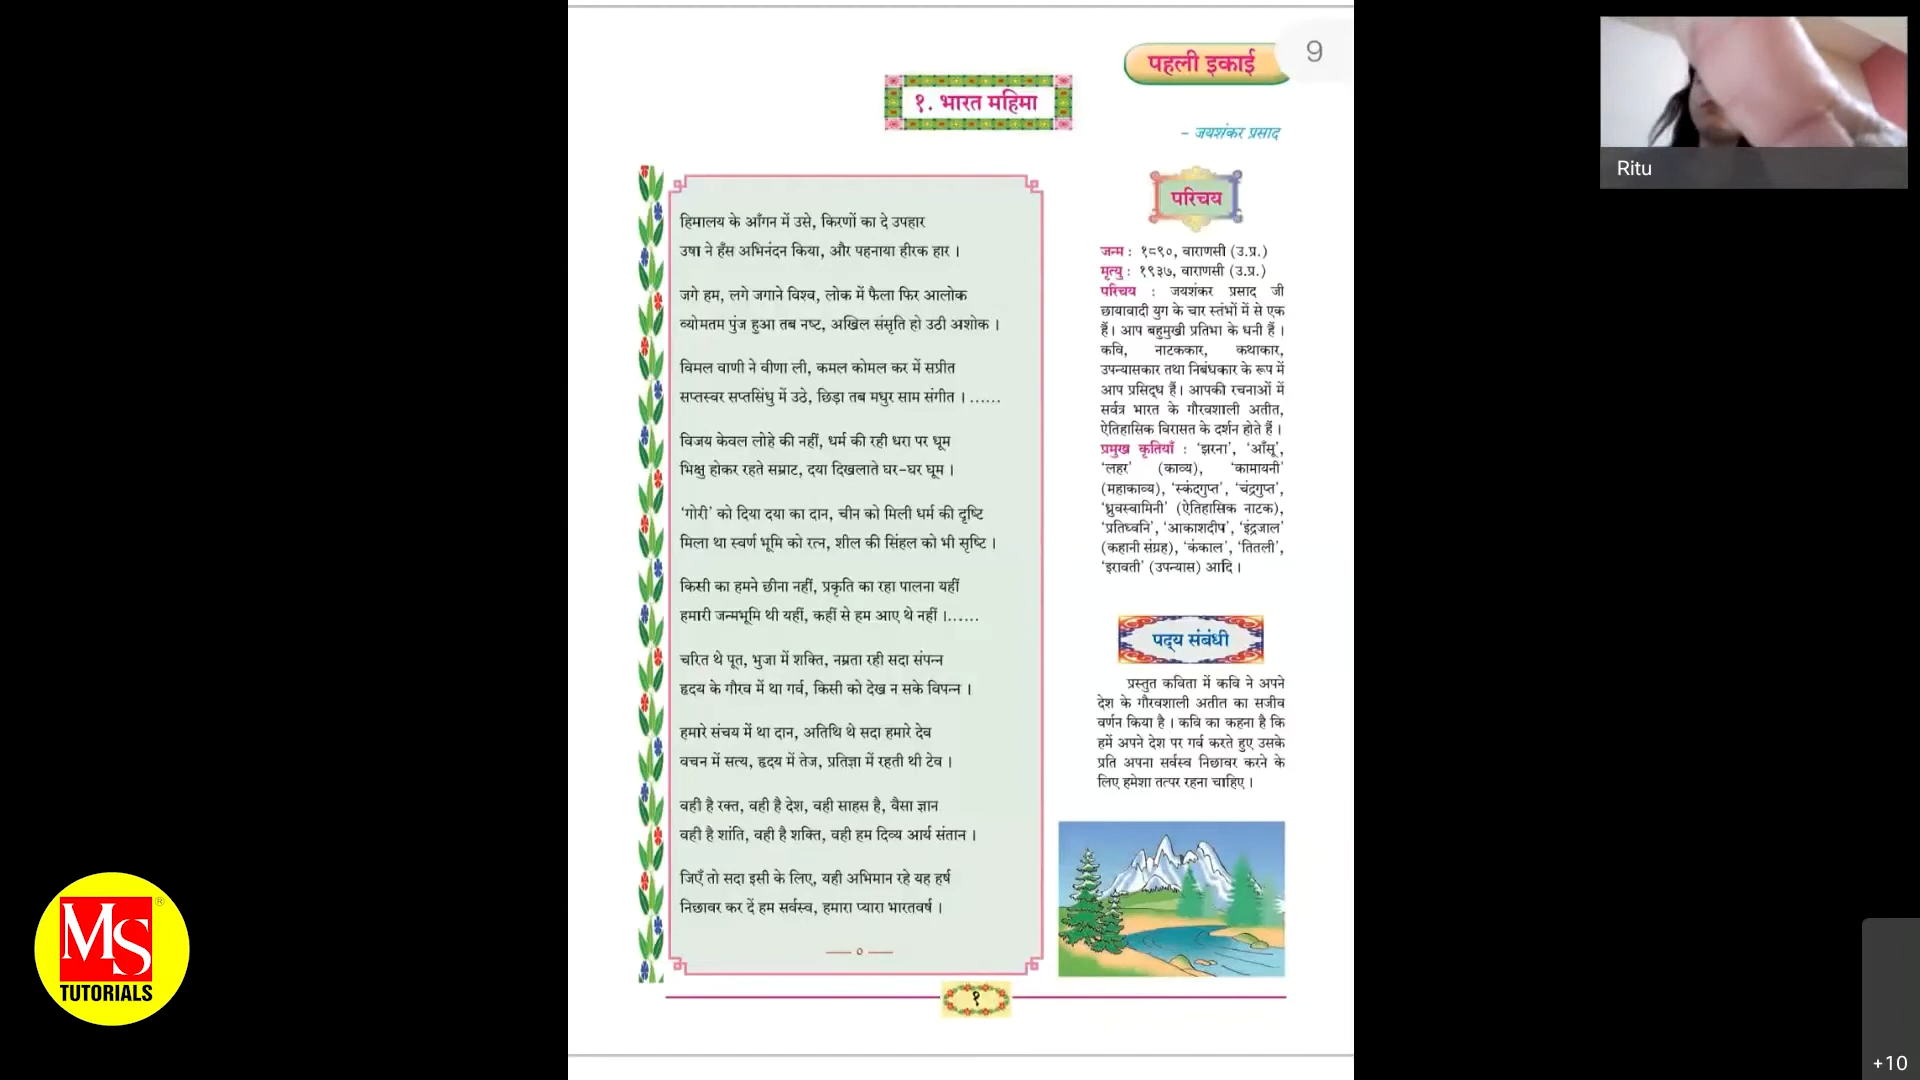 पहली इकाई
9
१. भारत महिमा
– जयशंकर प्रसाद
हिमालय के आँगन में उसे, किरणों का दे उपहार
उषा ने हँस अभिनंदन किया, और पहनाया हीरक हार ।
जगे हम, लगे जगाने विश्व, लोक में फैला फिर आलोक
व्योमतम पुंज हुआ तब नष्ट, अखिल संसृति हो उठी अशोक ।
विमल वाणी ने वीणा ली, कमल कोमल कर में सप्रीत
सप्तस्वर सप्तसिंधु में उठे, छिड़ा तब मधुर साम संगीत । ......
विजय केवल लोहे की नहीं, धर्म की रही धरा पर धूम
भिक्षु होकर रहते सम्राट, दया दिखलाते घर-घर घूम ।
‘गोरी’ को दिया दया का दान, चीन को मिली धर्म की दृष्टि
मिला था स्वर्ण भूमि को रत्न, शील की सिंहल को भी सृष्टि ।
किसी का हमने छीना नहीं, प्रकृति का रहा पालना यहीं
हमारी जन्मभूमि थी यहीं, कहीं से हम आए थे नहीं ।......
चरित थे पूत, भुजा में शक्ति, नम्रता रही सदा संपन्न
हृदय के गौरव में था गर्व, किसी को देख न सके विपन्न ।
हमारे संचय में था दान, अतिथि थे सदा हमारे देव
वचन में सत्य, हृदय में तेज, प्रतिज्ञा में रहती थी टेव ।
वही है रक्त, वही है देश, वही साहस है, वैसा ज्ञान
वही है शांति, वही है शक्ति, वही हम दिव्य आर्य संतान ।
जिएँ तो सदा इसी के लिए, यही अभिमान रहे यह हर्ष
निछावर कर दें हम सर्वस्व, हमारा प्यारा भारतवर्ष ।
— ० —
परिचय
जन्म : १८९०, वाराणसी (उ.प्र.)
मृत्यु : १९३७, वाराणसी (उ.प्र.)
परिचय : जयशंकर प्रसाद जी
छायावादी युग के चार स्तंभों में से एक
हैं । आप बहुमुखी प्रतिभा के धनी हैं ।
कवि, नाटककार, कथाकार,
उपन्यासकार तथा निबंधकार के रूप में
आप प्रसिद्ध हैं । आपकी रचनाओं में
सर्वत्र भारत के गौरवशाली अतीत,
ऐतिहासिक विरासत के दर्शन होते हैं ।
प्रमुख कृतियाँ : ‘झरना’, ‘आँसू’,
‘लहर’ (काव्य), ‘कामायनी’
(महाकाव्य), ‘स्कंदगुप्त’, ‘चंद्रगुप्त’,
‘ध्रुवस्वामिनी’ (ऐतिहासिक नाटक),
‘प्रतिध्वनि’, ‘आकाशदीप’, ‘इंद्रजाल’
(कहानी संग्रह), ‘कंकाल’, ‘तितली’,
‘इरावती’ (उपन्यास) आदि ।
पद्य संबंधी
प्रस्तुत कविता में कवि ने अपने
देश के गौरवशाली अतीत का सजीव
वर्णन किया है । कवि का कहना है कि
हमें अपने देश पर गर्व करते हुए उसके
प्रति अपना सर्वस्व निछावर करने के
लिए हमेशा तत्पर रहना चाहिए ।
१
Ritu
MS ®
TUTORIALS
+10